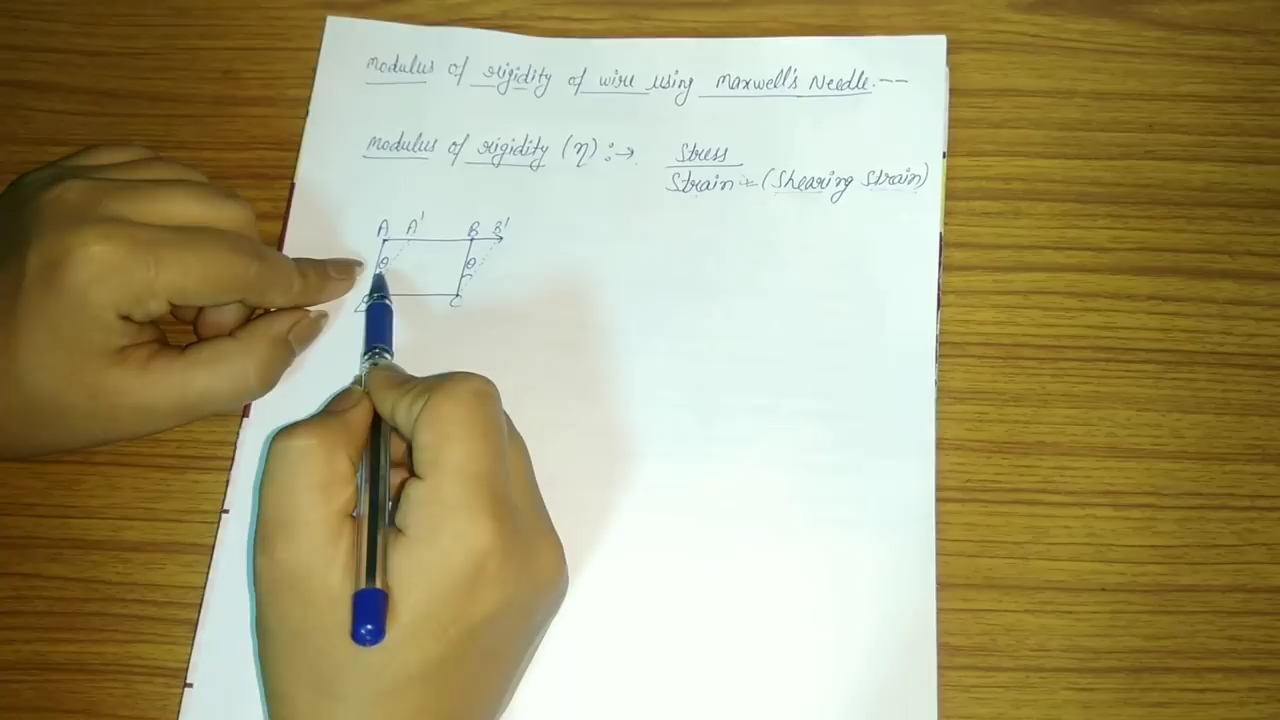 Modulus of rigidity of wire using Maxwell's Needle.--
Modulus of rigidity (η) :→ Stress
Strain → (Shearing Strain)
A A' B B'
θ θ
D C